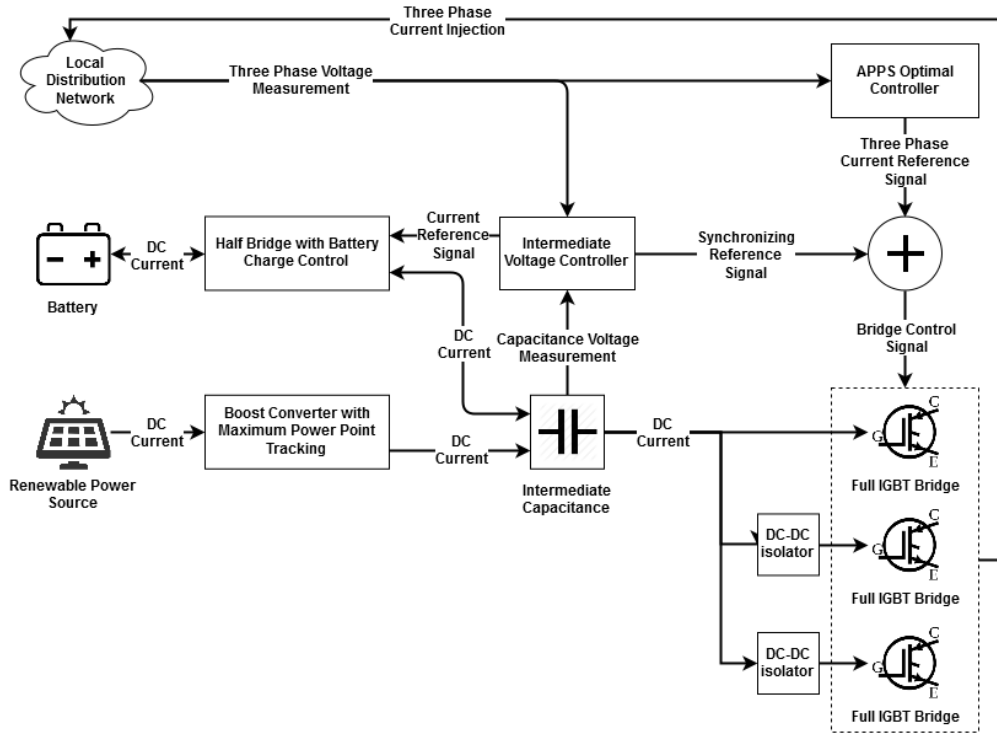 Three Phase
Current Injection
Local
Distribution
Network
Three Phase Voltage
Measurement
APPS Optimal
Controller
Three Phase
Current Reference
Signal
DC
Current
Half Bridge with Battery
Charge Control
Current
Reference
Signal
Intermediate
Voltage Controller
Synchronizing
Reference
Signal
Battery
DC
Current
Capacitance Voltage
Measurement
Bridge Control
Signal
DC
Current
Boost Converter with
Maximum Power Point
Tracking
DC
Current
DC
Current
Renewable Power
Source
Intermediate
Capacitance
C
G
E
Full IGBT Bridge
DC-DC
isolator
C
G
E
Full IGBT Bridge
DC-DC
isolator
C
G
E
Full IGBT Bridge